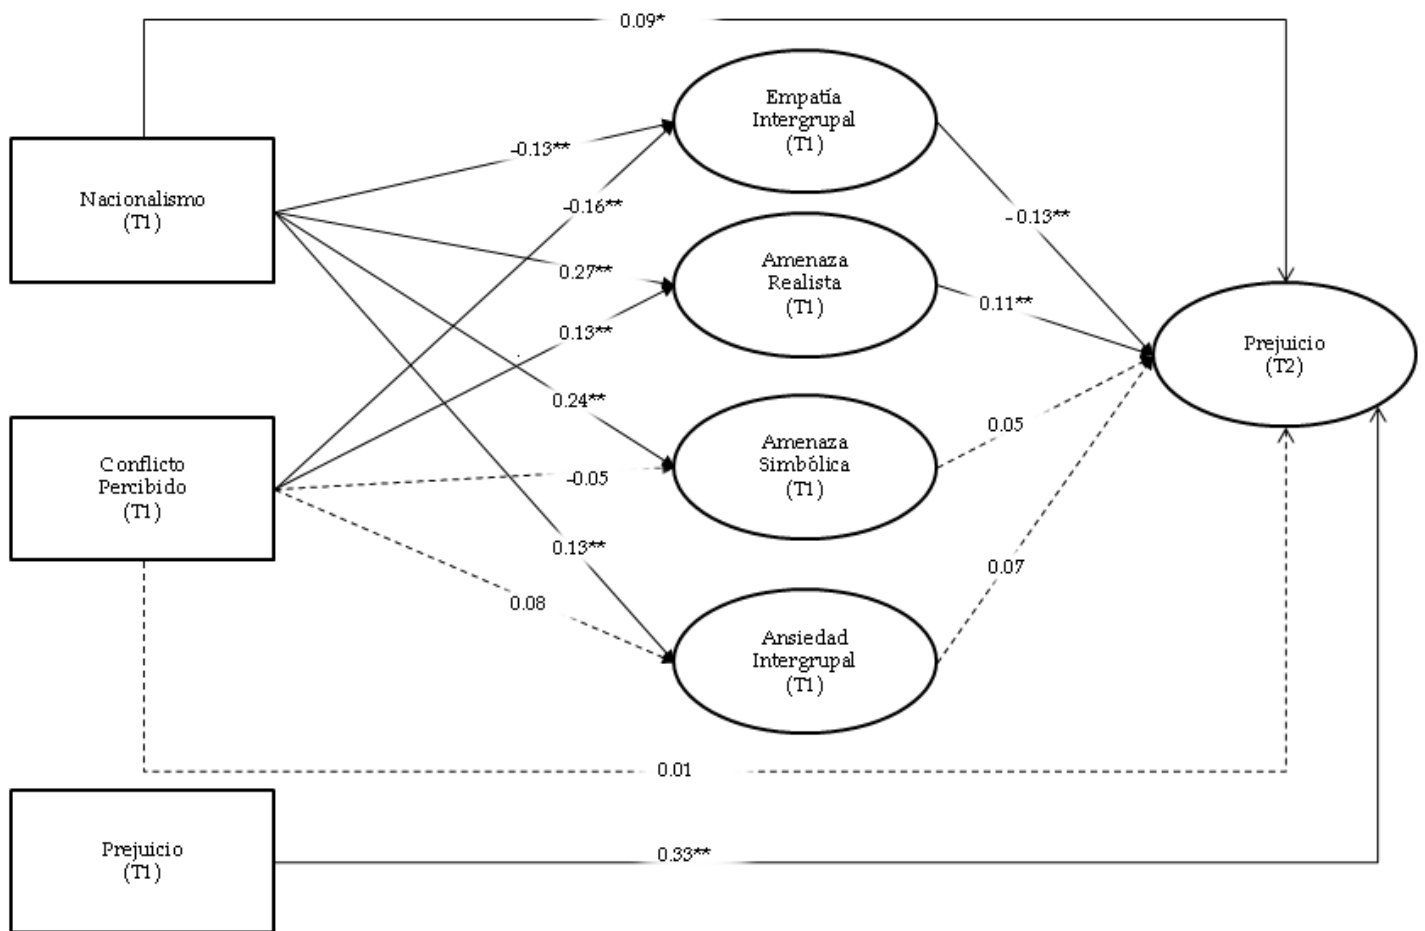 0.09*
Empatía
Intergrupal
(T1)
-0.13**
Nacionalismo
(T1)
-0.16**
-0.13**
Amenaza
Realista
(T1)
0.27**
0.11**
0.13**
Prejuicio
(T2)
0.24**
Amenaza
Simbólica
(T1)
0.05
Conflicto
Percibido
(T1)
-0.05
0.13**
0.07
0.08
Ansiedad
Intergrupal
(T1)
0.01
Prejuicio
(T1)
0.33**